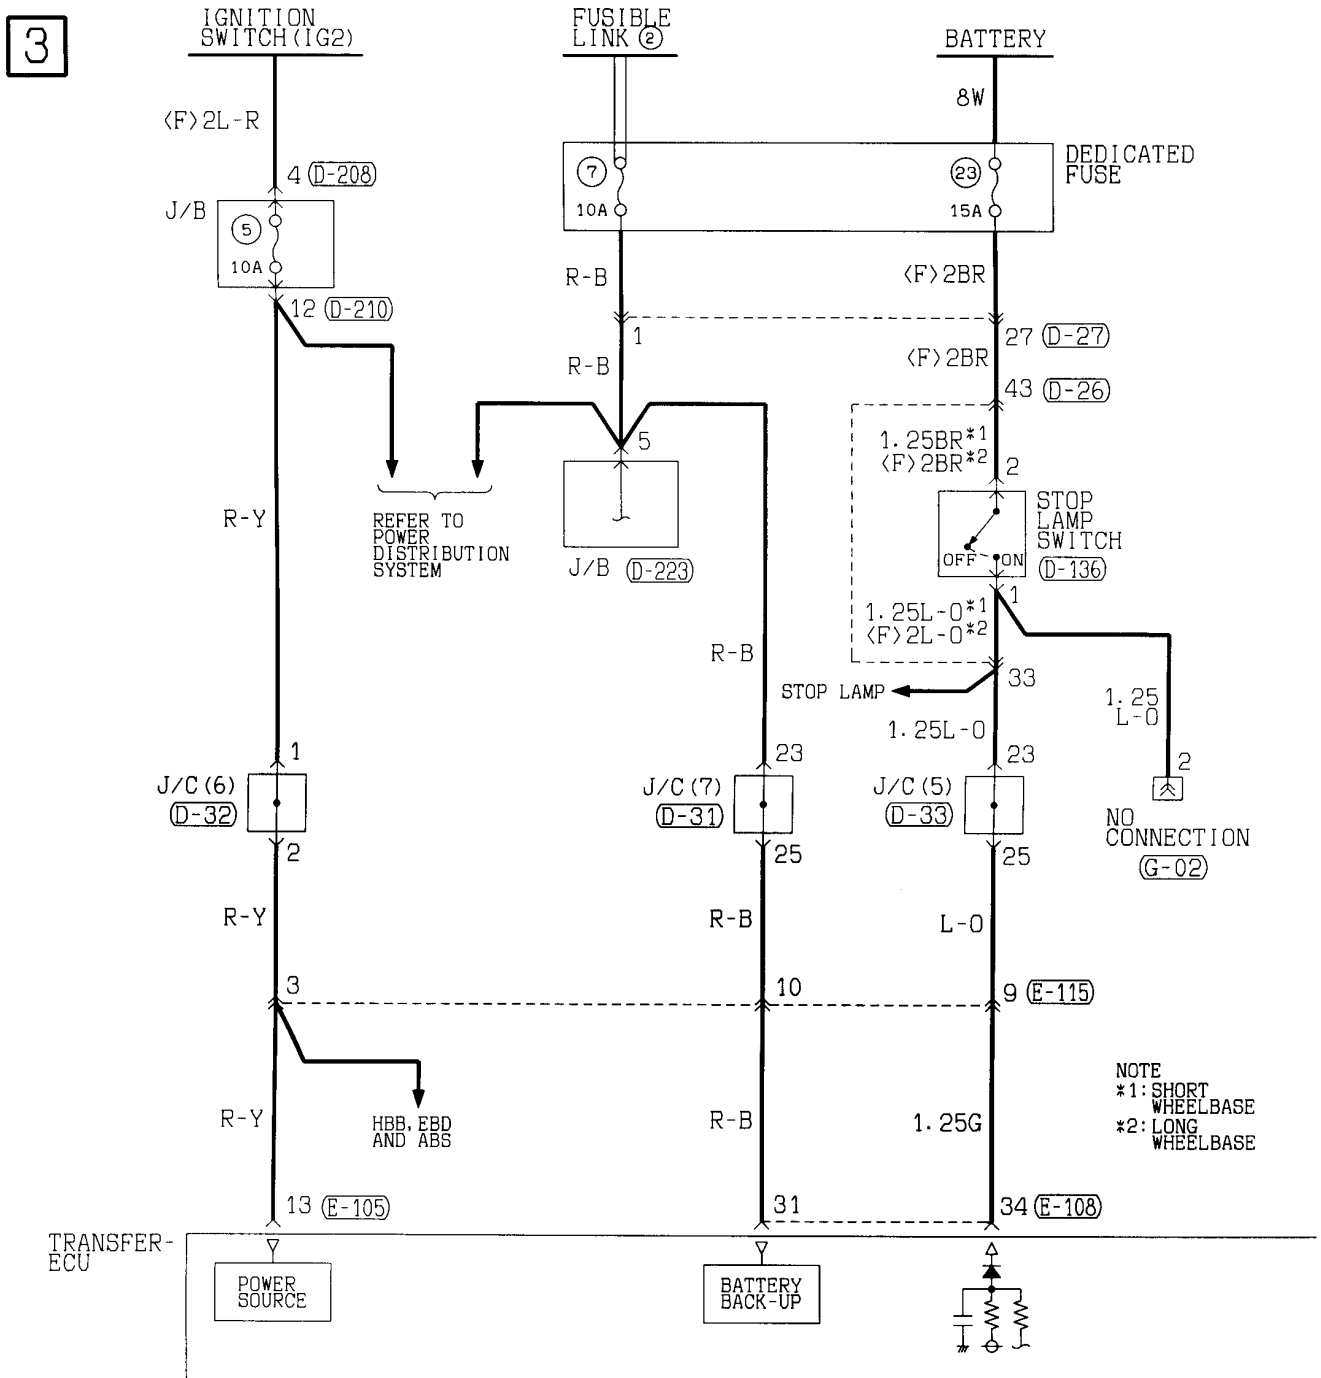 3
IGNITION
SWITCH(IG2)
FUSIBLE
LINK ②
BATTERY
8W
<F>2L-R
4 (D-208)
J/B
5
10A
7
10A
23
15A
DEDICATED
FUSE
R-B
<F>2BR
12 (D-210)
1
27 (D-27)
R-B
<F>2BR
43 (D-26)
5
1.25BR*1
<F>2BR*2
2
R-Y
REFER TO
POWER
DISTRIBUTION
SYSTEM
J/B (D-223)
STOP
LAMP
SWITCH
(D-136)
OFF ON
1
1.25L-O*1
<F>2L-O*2
R-B
STOP LAMP
33
1.25
L-O
1.25L-O
1
23
23
2
J/C(6)
(D-32)
J/C(7)
(D-31)
J/C(5)
(D-33)
NO
CONNECTION
(G-02)
2
25
25
R-Y
R-B
L-O
3
10
9 (E-115)
NOTE
*1:SHORT
WHEELBASE
*2:LONG
WHEELBASE
R-Y
HBB, EBD
AND ABS
R-B
1.25G
13 (E-105)
31
34 (E-108)
TRANSFER-
ECU
POWER
SOURCE
BATTERY
BACK-UP